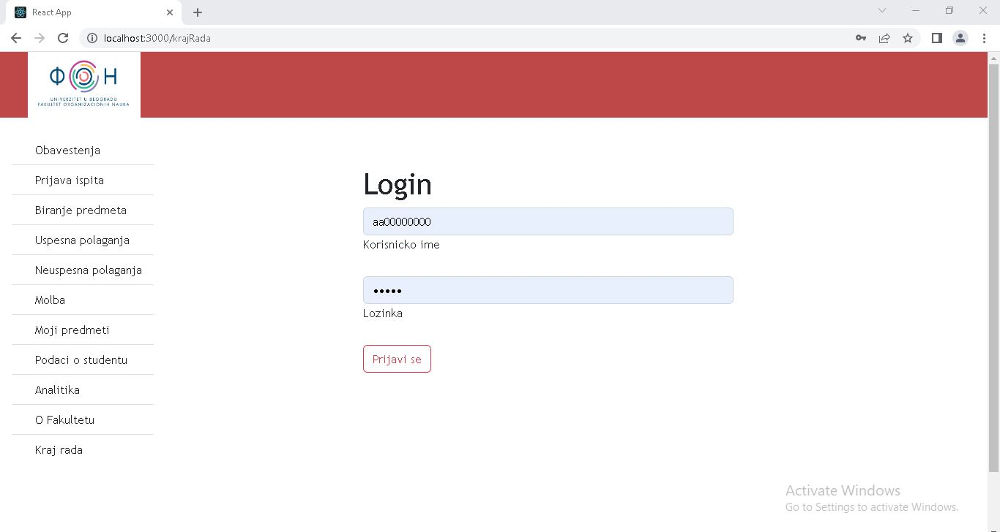 React App
localhost:3000/krajRada
ФОН
UNIVERZITET U BEOGRADU
FAKULTET ORGANIZACIONIH NAUKA
Obavestenja
Prijava ispita
Biranje predmeta
Uspesna polaganja
Neuspesna polaganja
Molba
Moji predmeti
Podaci o studentu
Analitika
O Fakultetu
Kraj rada
Login
aa00000000
Korisnicko ime
•••••
Lozinka
Prijavi se
Activate Windows
Go to Settings to activate Windows.